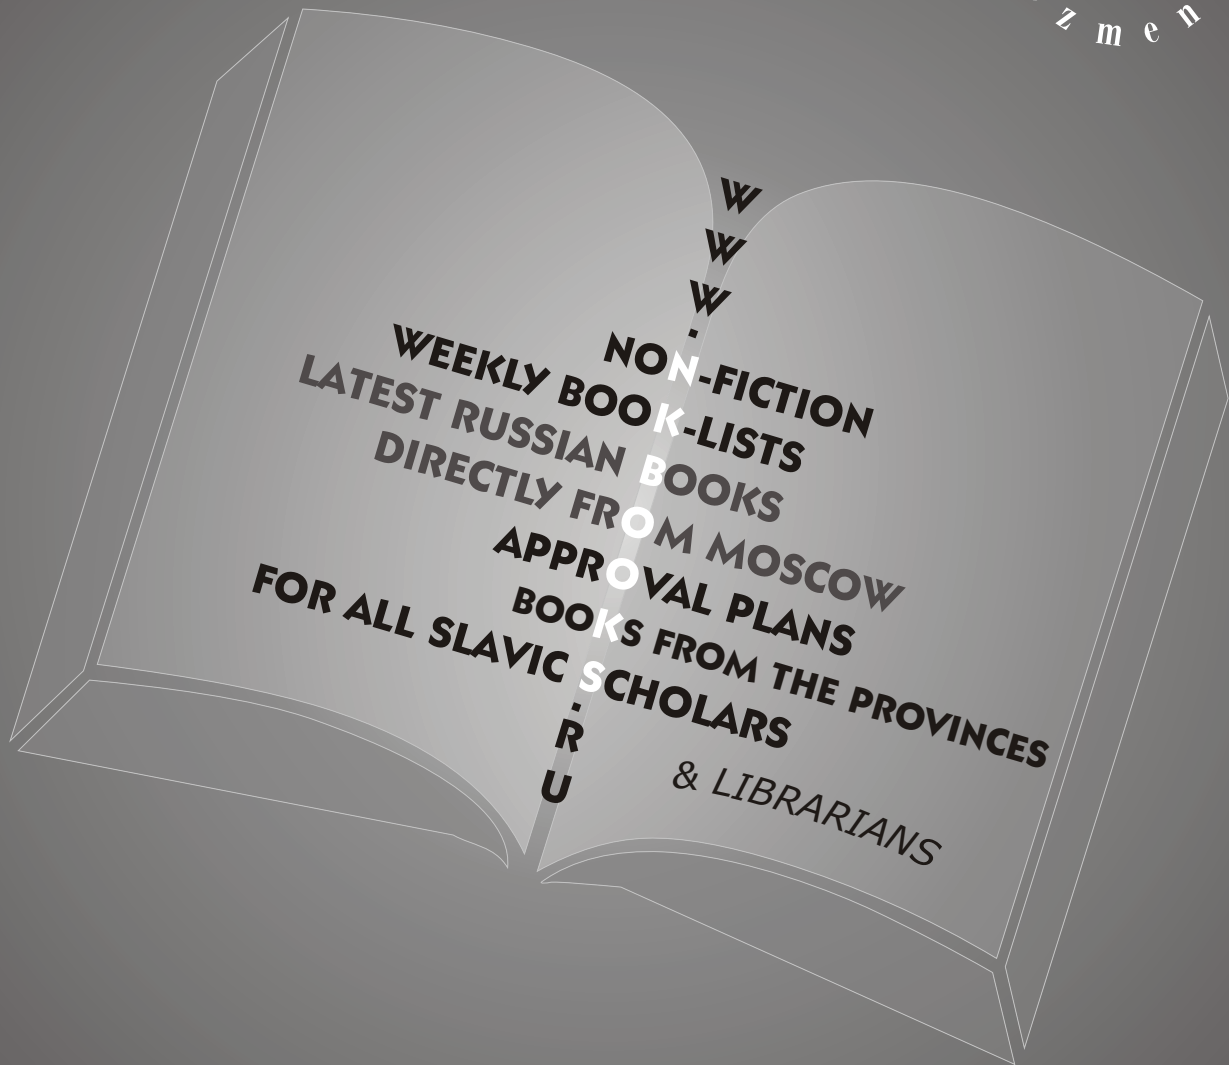 z m e n
W
W
W
.
NON-FICTION
WEEKLY BOOK-LISTS
LATEST RUSSIAN BOOKS
DIRECTLY FROM MOSCOW
APPROVAL PLANS
BOOKS FROM THE PROVINCES
FOR ALL SLAVIC SCHOLARS
.
R
U
& LIBRARIANS